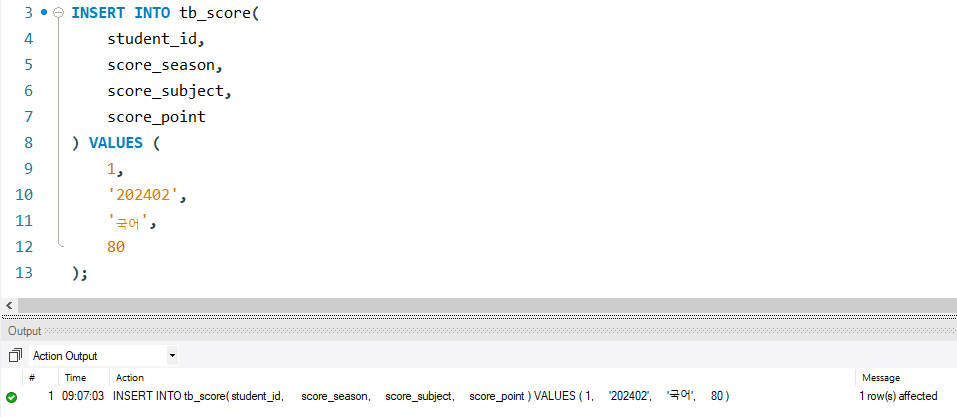 3 INSERT INTO tb_score(
4 student_id,
5 score_season,
6 score_subject,
7 score_point
8 ) VALUES (
9 1,
10 '202402',
11 '국어',
12 80
13 );
Output
Action Output
# Time Action Message
1 09:07:03 INSERT INTO tb_score( student_id, score_season, score_subject, score_point ) VALUES ( 1, '202402', '국어', 80 ) 1 row(s) affected